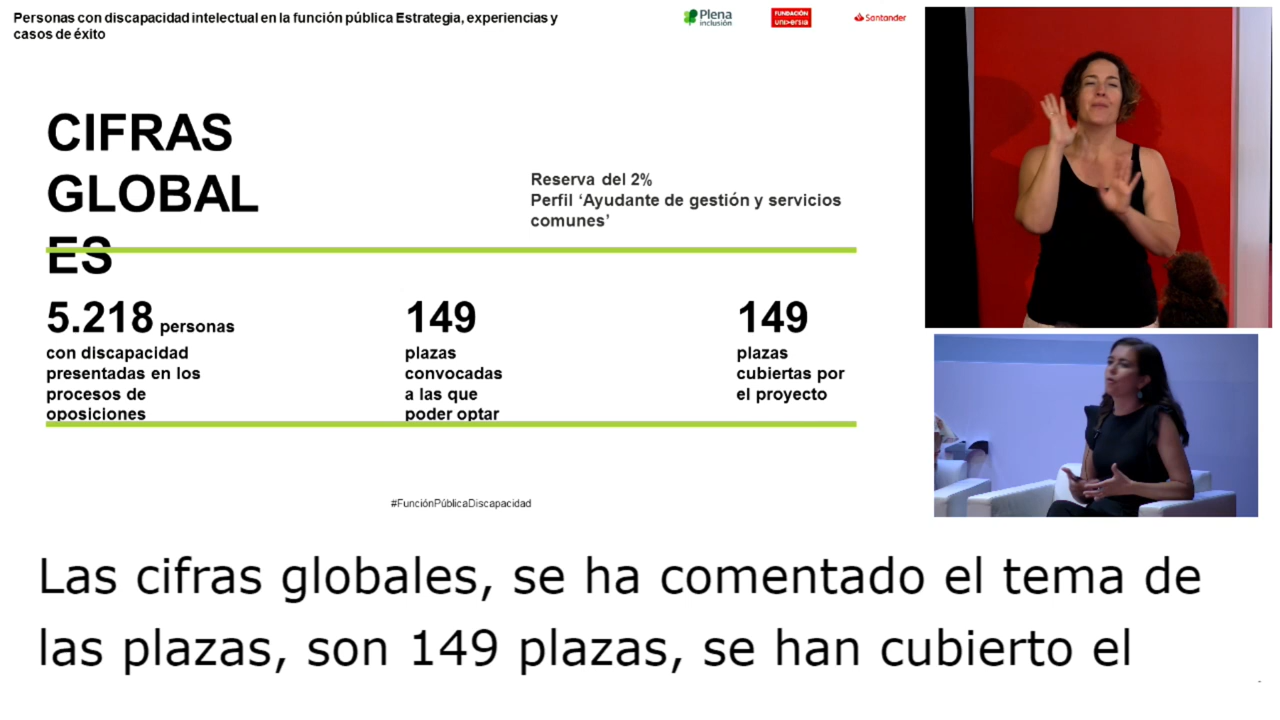 Personas con discapacidad intelectual en la función pública Estrategia, experiencias y
casos de éxito
Plena
inclusión
FUNDACIÓN
UNIVERSIA
Santander
CIFRAS
GLOBAL
ES
Reserva del 2%
Perfil ‘Ayudante de gestión y servicios
comunes’
5.218 personas
con discapacidad
presentadas en los
procesos de
oposiciones
149
plazas
convocadas
a las que
poder optar
149
plazas
cubiertas por
el proyecto
#FunciónPúblicaDiscapacidad
Las cifras globales, se ha comentado el tema de
las plazas, son 149 plazas, se han cubierto el